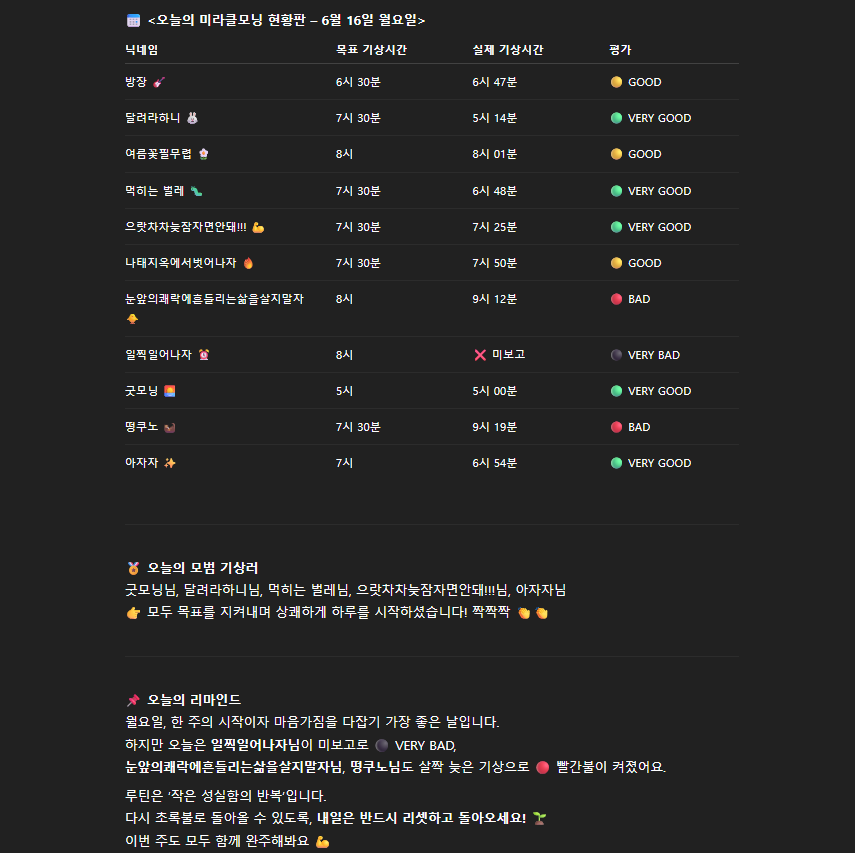 🗓️ <오늘의 미라클모닝 현황판 – 6월 16일 월요일>
닉네임 목표 기상시간 실제 기상시간 평가
방장 🎸 6시 30분 6시 47분 🟡 GOOD
달려라하니 🐰 7시 30분 5시 14분 🟢 VERY GOOD
여름꽃필무렵 🌸 8시 8시 01분 🟡 GOOD
먹히는 벌레 🐛 7시 30분 6시 48분 🟢 VERY GOOD
으랏차차늦잠자면안돼!!! 💪 7시 30분 7시 25분 🟢 VERY GOOD
나태지옥에서벗어나자 🔥 7시 30분 7시 50분 🟡 GOOD
눈앞의쾌락에흔들리는삶을살지말자 8시 9시 12분 🔴 BAD
🐥
일찍일어나자 ⏰ 8시 ❌ 미보고 🌑 VERY BAD
굿모닝 🌅 5시 5시 00분 🟢 VERY GOOD
떵쿠노 7시 30분 9시 19분 🔴 BAD
아자자 ✨ 7시 6시 54분 🟢 VERY GOOD
🏅 오늘의 모범 기상러
굿모닝님, 달려라하니님, 먹히는 벌레님, 으랏차차늦잠자면안돼!!!님, 아자자님
👉 모두 목표를 지켜내며 상쾌하게 하루를 시작하셨습니다! 짝짝짝 👏👏
📌 오늘의 리마인드
월요일, 한 주의 시작이자 마음가짐을 다잡기 가장 좋은 날입니다.
하지만 오늘은 일찍일어나자님이 미보고로 🌑 VERY BAD,
눈앞의쾌락에흔들리는삶을살지말자님, 떵쿠노님도 살짝 늦은 기상으로 🔴 빨간불이 켜졌어요.
루틴은 '작은 성실함의 반복'입니다.
다시 초록불로 돌아올 수 있도록, 내일은 반드시 리셋하고 돌아오세요! 🌱
이번 주도 모두 함께 완주해봐요 💪